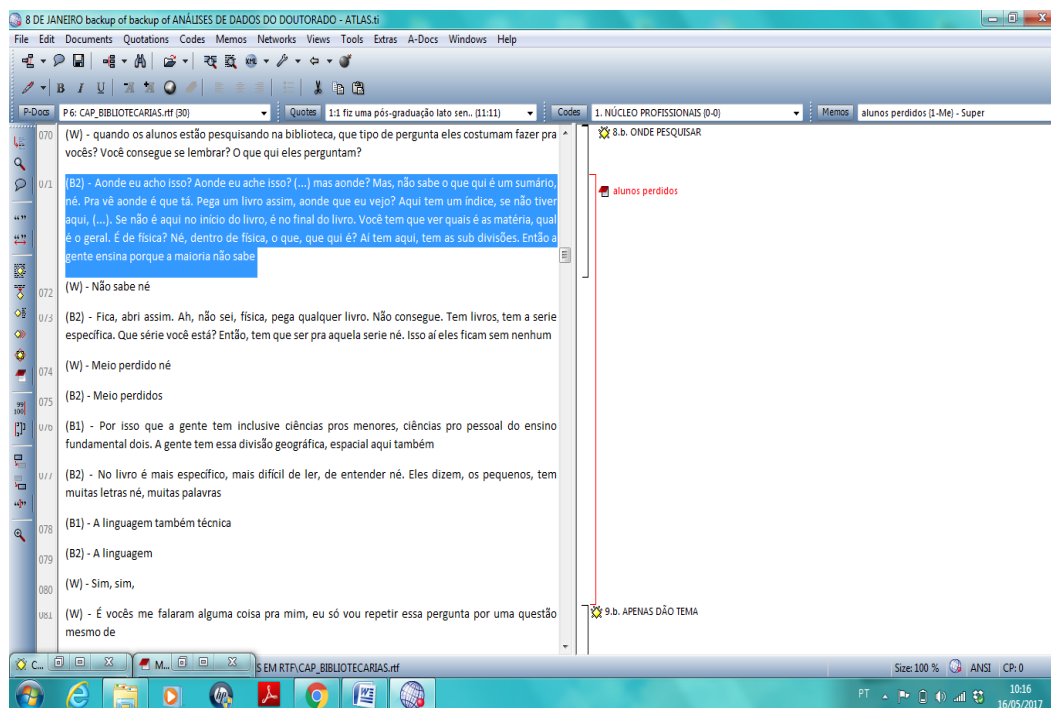 8 DE JANEIRO backup of backup of ANÁLISES DE DADOS DO DOUTORADO - ATLAS.ti
File Edit Documents Quotations Codes Memos Networks Views Tools Extras A-Docs Windows Help
B I U
P-Docs P 6: CAP_BIBLIOTECARIAS.rtf {30} Quotes 1:1 fiz uma pós-graduação lato sen.. (11:11) Codes 1. NÚCLEO PROFISSIONAIS {0-0} Memos alunos perdidos {1-Me} - Super
070 (W) - quando os alunos estão pesquisando na biblioteca, que tipo de pergunta eles costumam fazer pra
vocês? Você consegue se lembrar? O que qui eles perguntam?
8.b. ONDE PESQUISAR
071 (B2) - Aonde eu acho isso? Aonde eu ache isso? (...) mas aonde? Mas, não sabe o que qui é um sumário,
né. Pra vê aonde é que tá. Pega um livro assim, aonde que eu vejo? Aqui tem um índice, se não tiver
aqui, (...). Se não é aqui no início do livro, é no final do livro. Você tem que ver quais é as matéria, qual
é o geral. É de física? Né, dentro de física, o que, que qui é? Aí tem aqui, tem as sub divisões. Então a
gente ensina porque a maioria não sabe
alunos perdidos
072 (W) - Não sabe né
073 (B2) - Fica, abri assim. Ah, não sei, física, pega qualquer livro. Não consegue. Tem livros, tem a serie
específica. Que série você está? Então, tem que ser pra aquela serie né. Isso aí eles ficam sem nenhum
074 (W) - Meio perdido né
075 (B2) - Meio perdidos
076 (B1) - Por isso que a gente tem inclusive ciências pros menores, ciências pro pessoal do ensino
fundamental dois. A gente tem essa divisão geográfica, espacial aqui também
077 (B2) - No livro é mais específico, mais difícil de ler, de entender né. Eles dizem, os pequenos, tem
muitas letras né, muitas palavras
078 (B1) - A linguagem também técnica
079 (B2) - A linguagem
080 (W) - Sim, sim,
081 (W) - É vocês me falaram alguma coisa pra mim, eu só vou repetir essa pergunta por uma questão
mesmo de
9.b. APENAS DÃO TEMA
C... M... S EM RTF\CAP_BIBLIOTECARIAS.rtf Size: 100 % ANSI CP: 0
PT 10:16
16/05/2017